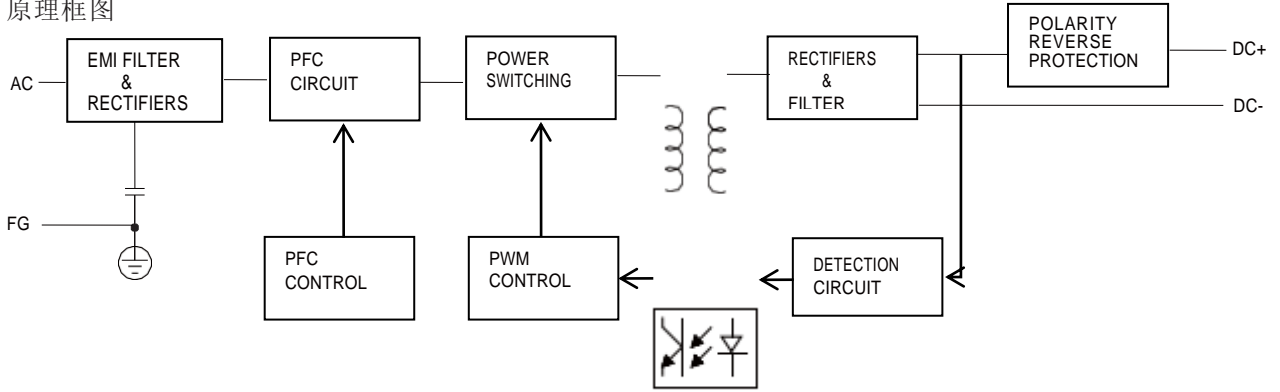 原理框图
POLARITY
REVERSE
PROTECTION
DC+
EMI FILTER
&
RECTIFIERS
PFC
CIRCUIT
POWER
SWITCHING
RECTIFIERS
&
FILTER
AC
DC-
FG
PFC
CONTROL
PWM
CONTROL
DETECTION
CIRCUIT